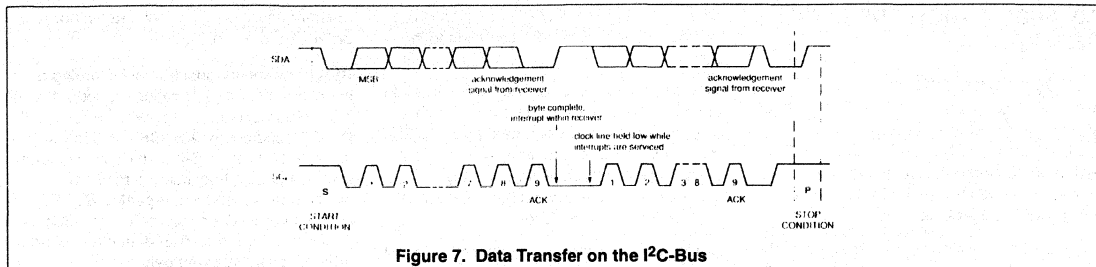 SDA
MSB
acknowledgement
signal from receiver
acknowledgement
signal from receiver
byte complete,
interrupt within receiver
clock line held low while
interrupts are serviced
SCL
S
1
2
7
8
9
1
2
3 8
9
P
ACK
ACK
START
CONDITION
STOP
CONDITION
Figure 7. Data Transfer on the I²C-Bus